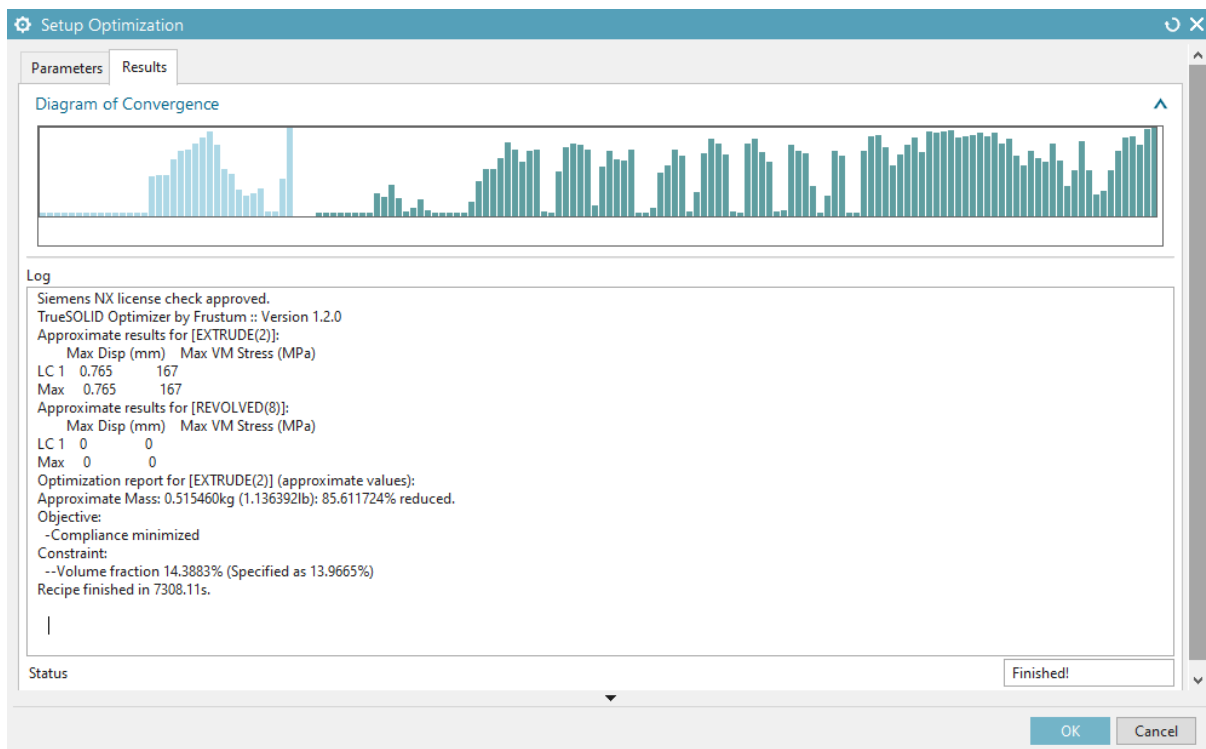 Setup Optimization
Parameters Results
Diagram of Convergence
Log
Siemens NX license check approved.
TrueSOLID Optimizer by Frustum :: Version 1.2.0
Approximate results for [EXTRUDE(2)]:
Max Disp (mm) Max VM Stress (MPa)
LC 1 0.765 167
Max 0.765 167
Approximate results for [REVOLVED(8)]:
Max Disp (mm) Max VM Stress (MPa)
LC 1 0 0
Max 0 0
Optimization report for [EXTRUDE(2)] (approximate values):
Approximate Mass: 0.515460kg (1.136392lb): 85.611724% reduced.
Objective:
-Compliance minimized
Constraint:
--Volume fraction 14.3883% (Specified as 13.9665%)
Recipe finished in 7308.11s.
Status Finished!
OK Cancel